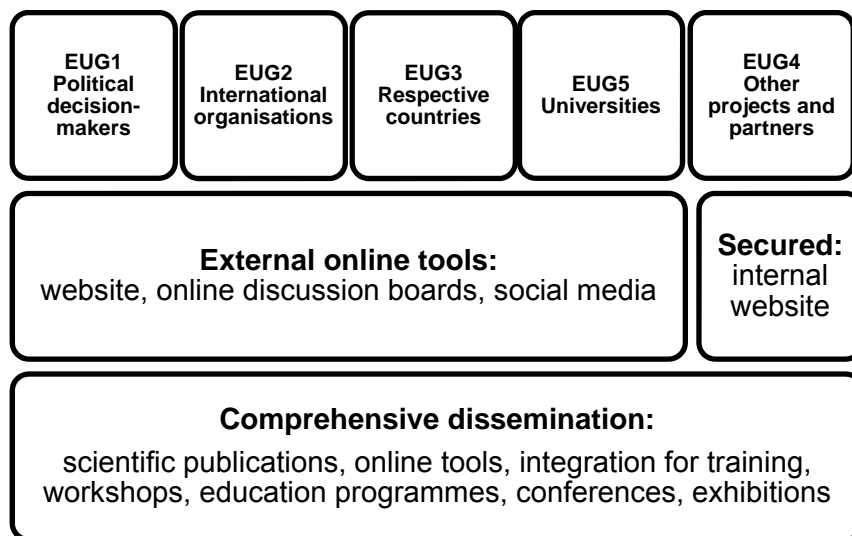 EUG1
Political
decision-
makers
EUG2
International
organisations
EUG3
Respective
countries
EUG5
Universities
EUG4
Other
projects and
partners
External online tools:
website, online discussion boards, social media
Secured:
internal
website
Comprehensive dissemination:
scientific publications, online tools, integration for training,
workshops, education programmes, conferences, exhibitions